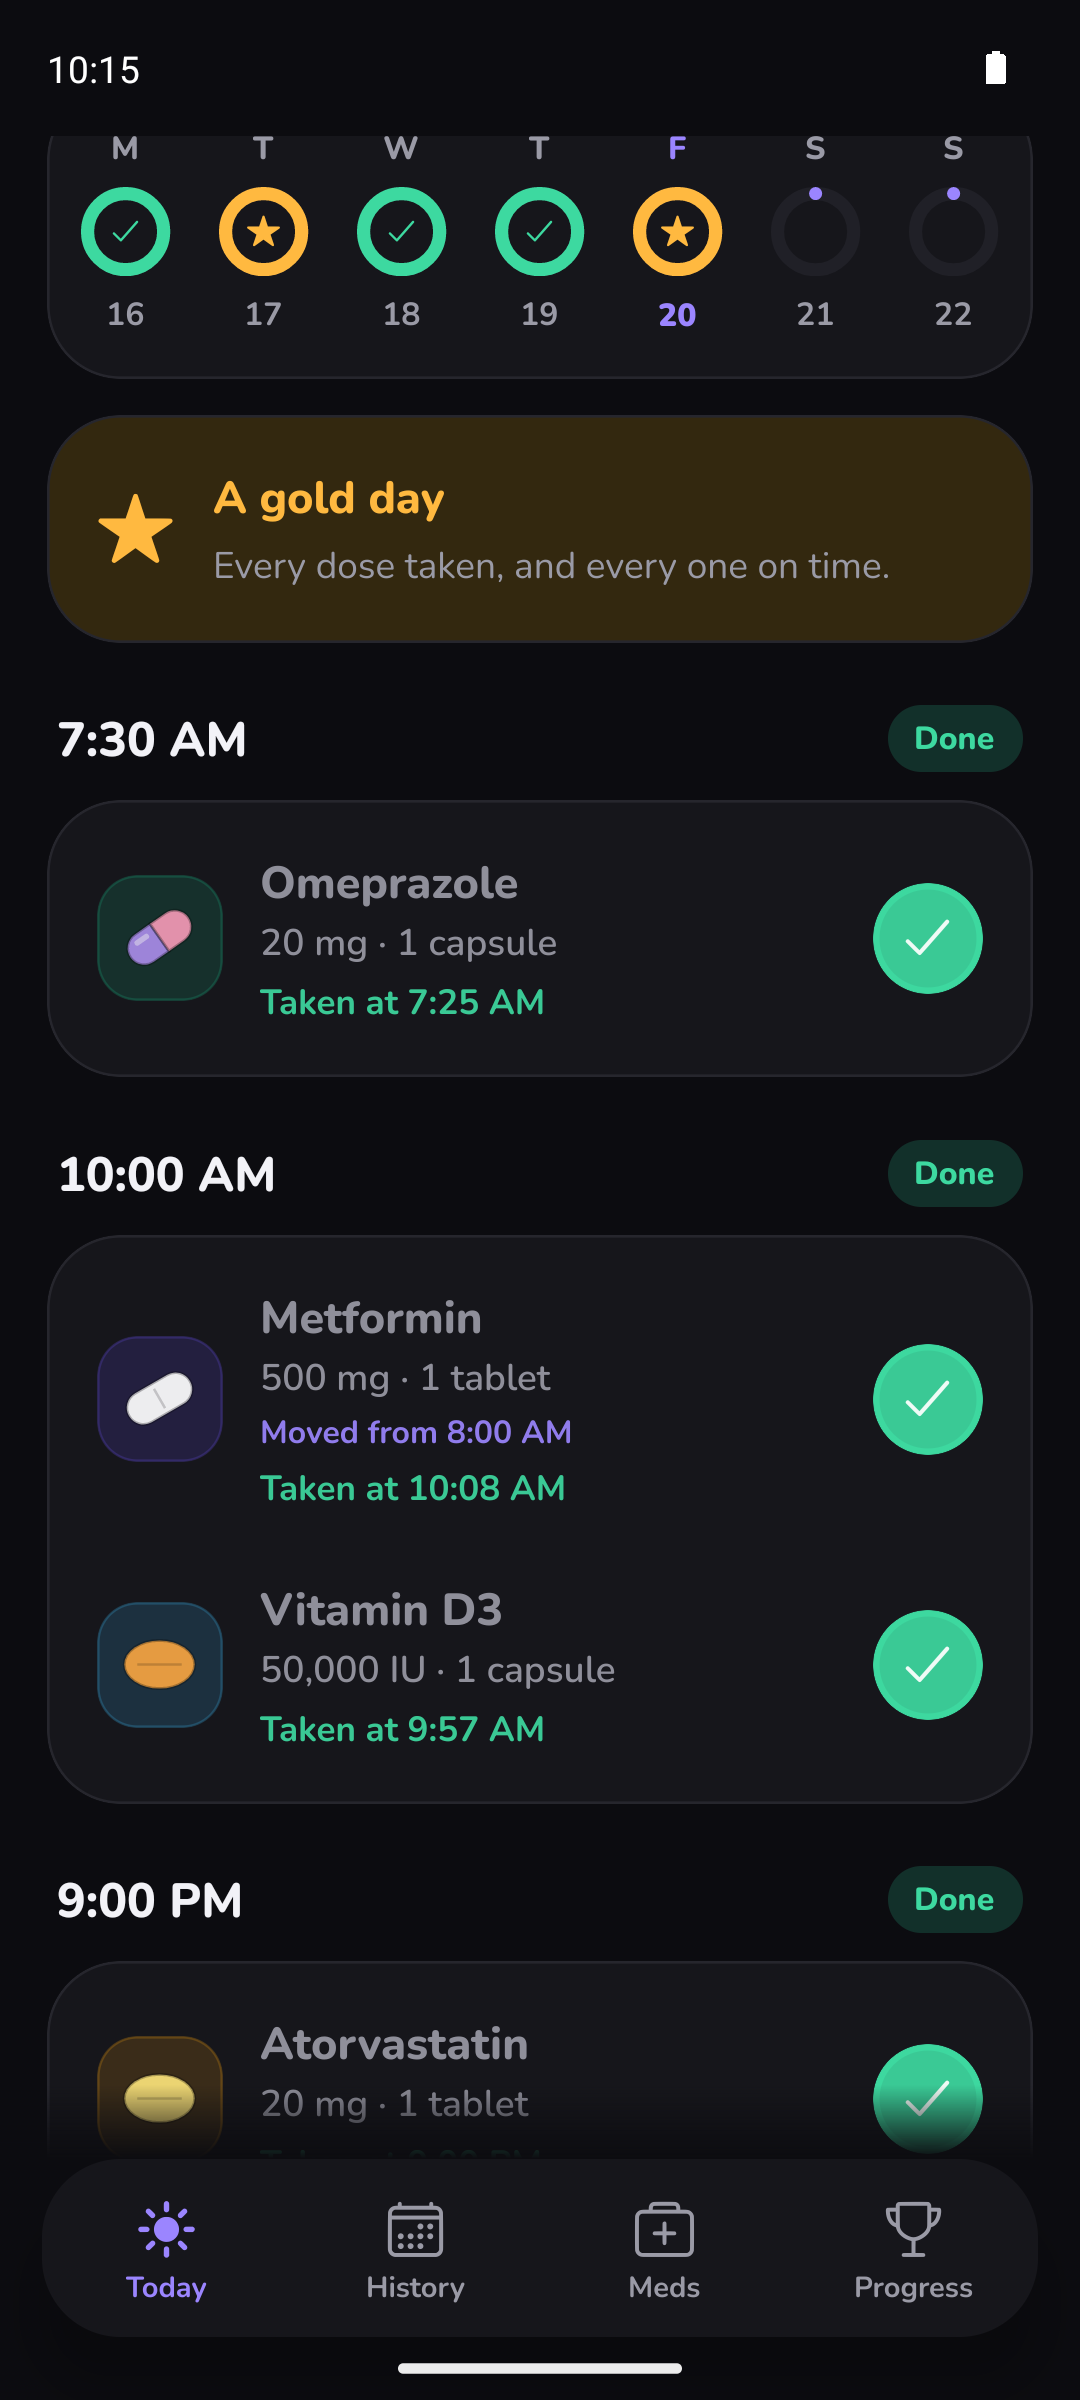 10:15
M T W T F S S
16 17 18 19 20 21 22
A gold day
Every dose taken, and every one on time.
7:30 AM Done
Omeprazole
20 mg · 1 capsule
Taken at 7:25 AM
10:00 AM Done
Metformin
500 mg · 1 tablet
Moved from 8:00 AM
Taken at 10:08 AM
Vitamin D3
50,000 IU · 1 capsule
Taken at 9:57 AM
9:00 PM Done
Atorvastatin
20 mg · 1 tablet
Today History Meds Progress